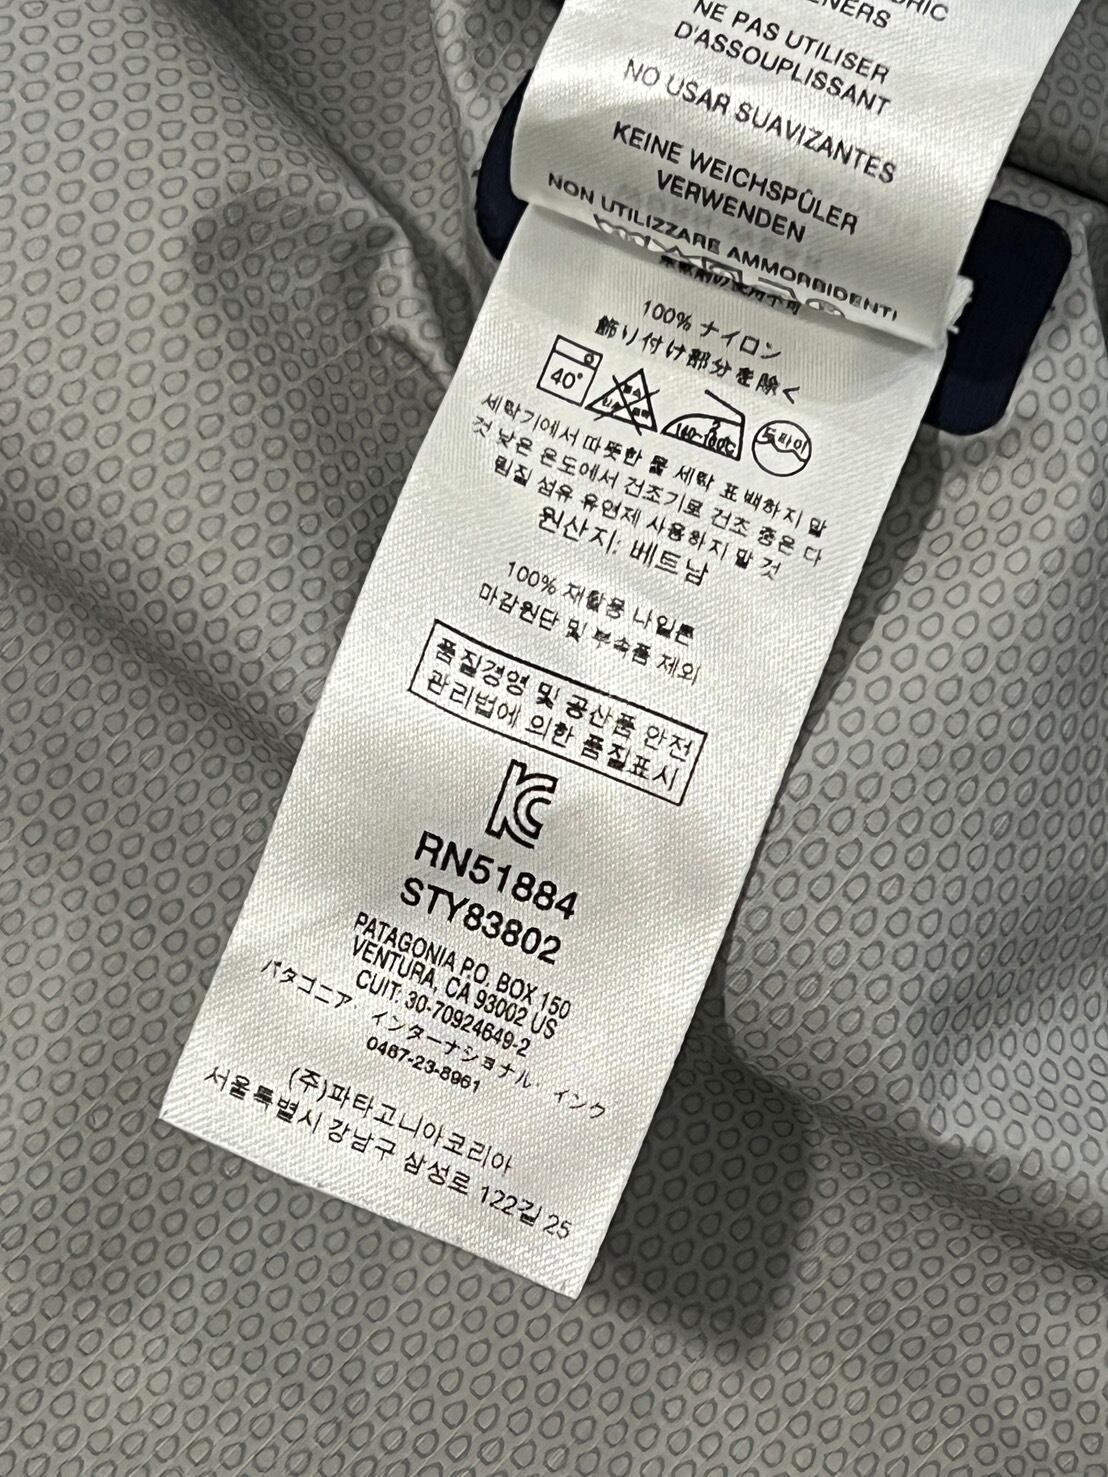 NERS
NE PAS UTILISER
D'ASSOUPLISSANT
NO USAR SUAVIZANTES
KEINE WEICHSPÜLER
VERWENDEN
NON UTILIZZARE AMMORBIDENTI
100% ナイロン
飾り付け部分を除く
40°
140~160℃
드라이
세탁기에서 따뜻한 물 세탁 표백하지 말
것 낮은 온도에서 건조기로 건조 좋은 다
림질 섬유 유연제 사용하지 말 것
원산지: 베트남
100% 재활용 나일론
마감원단 및 부속품 제외
품질경영 및 공산품 안전
관리법에 의한 품질표시
RN51884
STY83802
PATAGONIA P.O. BOX 150
VENTURA, CA 93002 US
CUIT: 30-70924649-2
パタゴニア・インターナショナル・インク
0467-23-8961
(주)파타고니아코리아
서울특별시 강남구 삼성로 122길 25